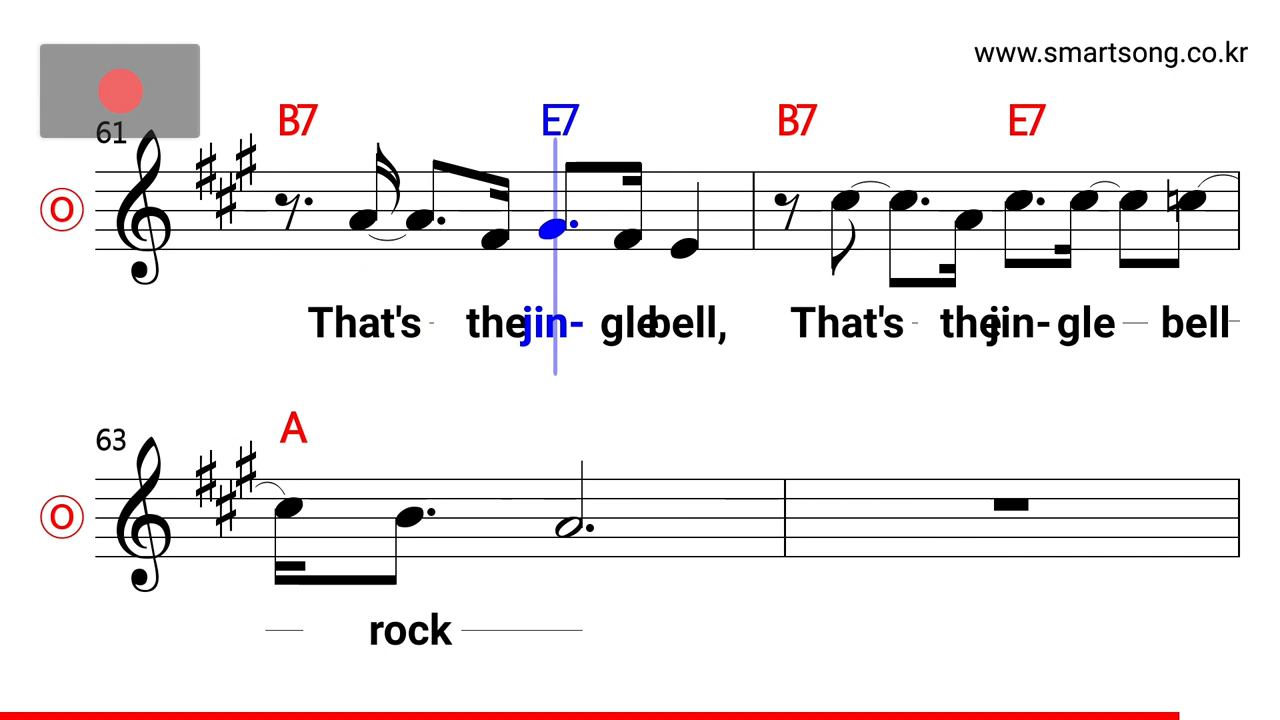 www.smartsong.co.kr
B7 E7 B7 E7
61
O
That's - the jin- gle bell, That's - the jin- gle — bell -
63 A
O
— rock —